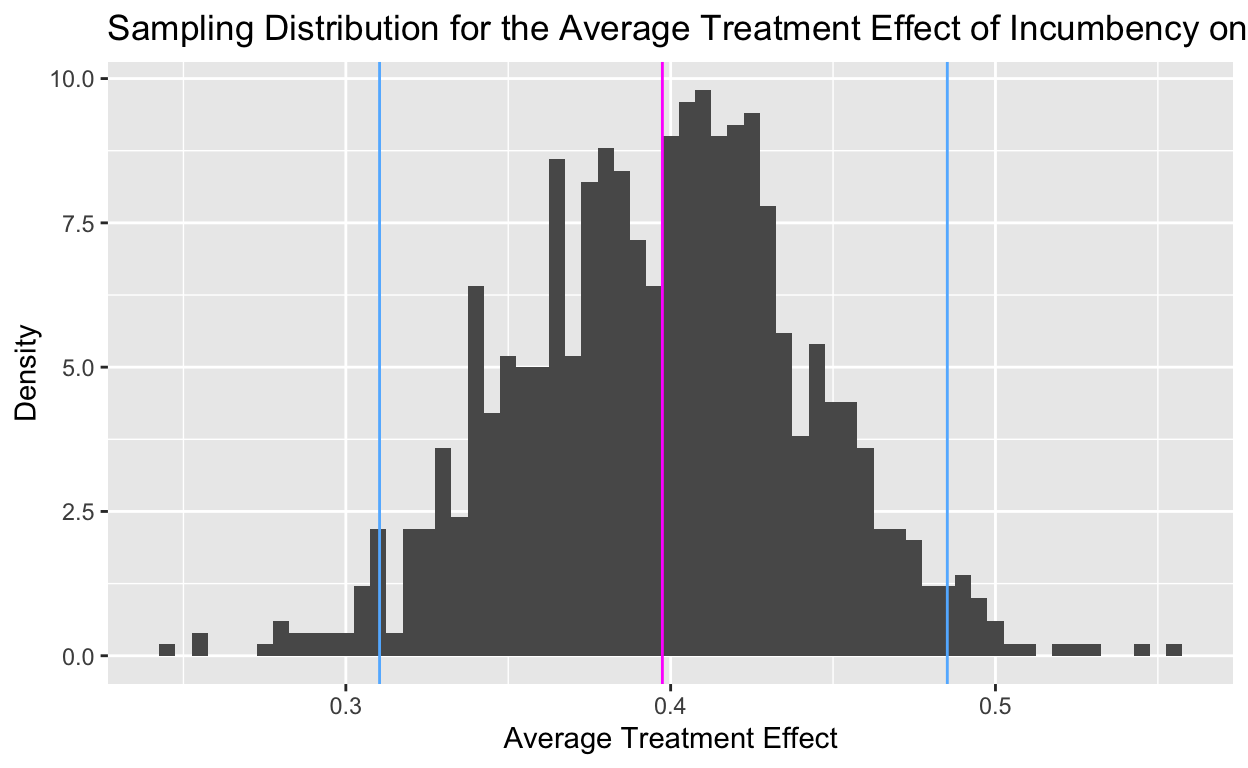 Sampling Distribution for the Average Treatment Effect of Incumbency on
10.0
7.5
5.0
2.5
0.0
Density
0.3 0.4 0.5
Average Treatment Effect